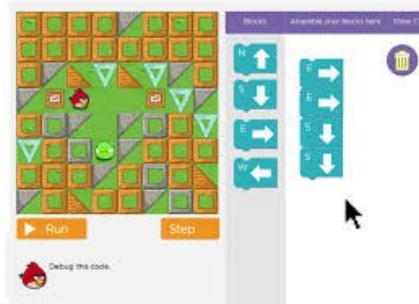 Blocks
Assemble your blocks here
Show C
N
S
E
W
E
E
S
S
Run
Step
Debug this code.